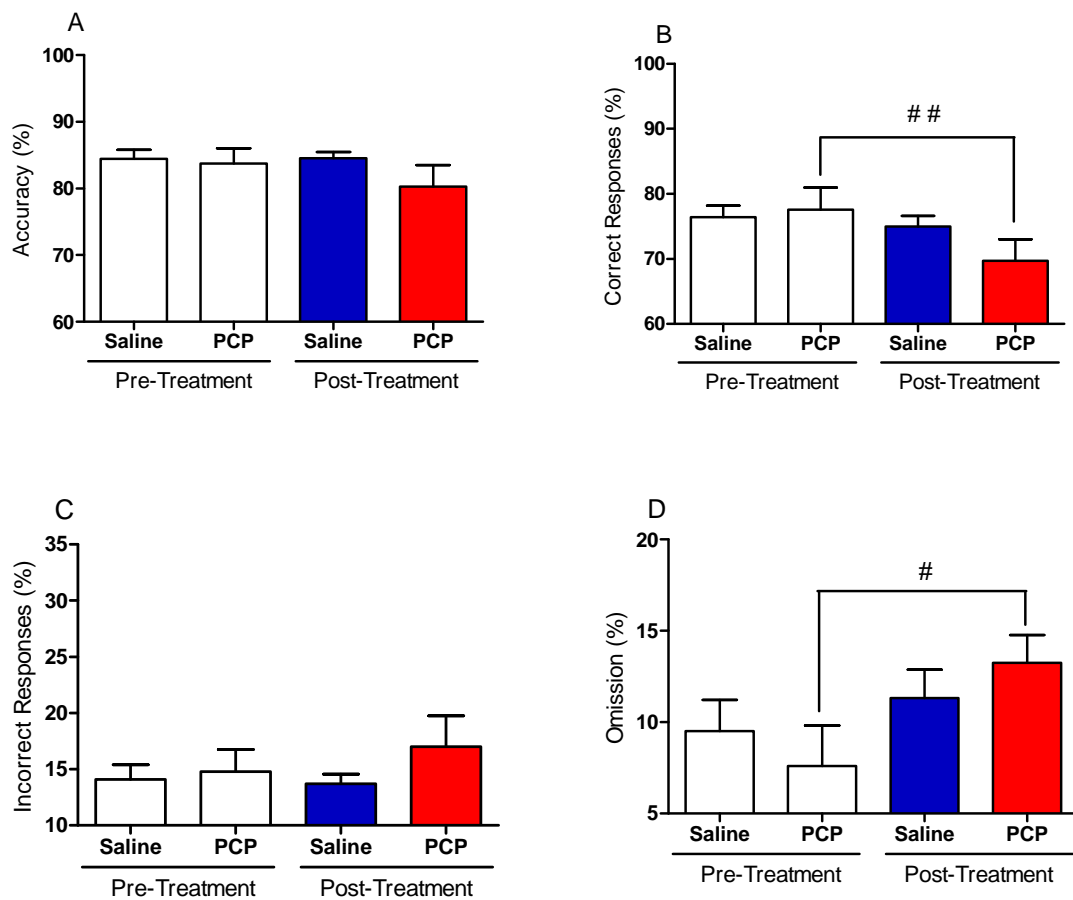 A
Accuracy (%)
100
90
80
70
60
Saline PCP Saline PCP
Pre-Treatment Post-Treatment
B
Correct Responses (%)
100
90
80
70
60
# #
Saline PCP Saline PCP
Pre-Treatment Post-Treatment
C
Incorrect Responses (%)
35
30
25
20
15
10
Saline PCP Saline PCP
Pre-Treatment Post-Treatment
D
Omission (%)
20
15
10
5
#
Saline PCP Saline PCP
Pre-Treatment Post-Treatment